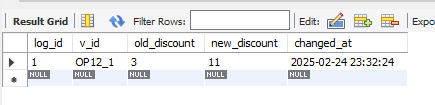 Result Grid Filter Rows: Edit: Expo
log_id v_id old_discount new_discount changed_at
1 OP12_1 3 11 2025-02-24 23:32:24
NULL NULL NULL NULL NULL